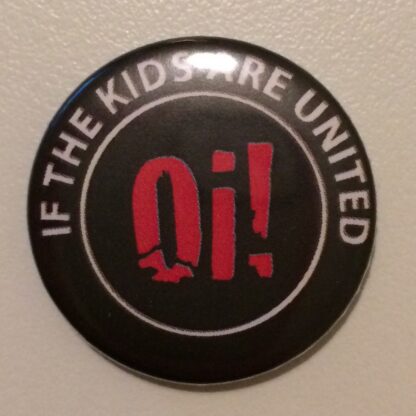 IF THE KIDS ARE UNITED
Oi!